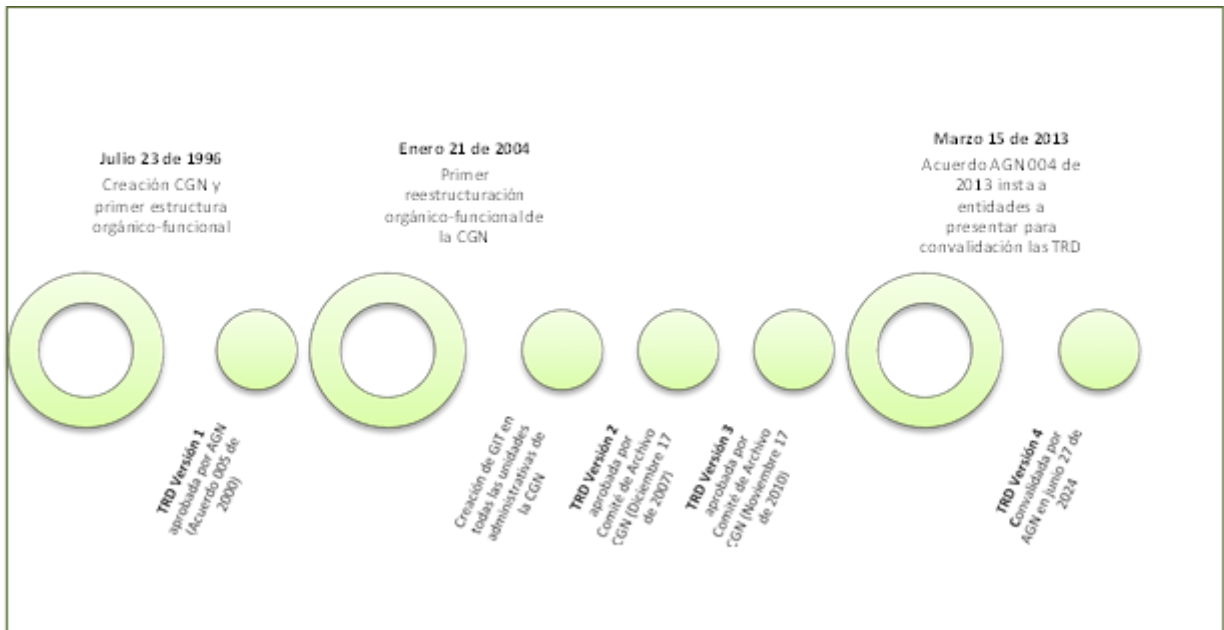 Julio 23 de 1996
Creación CGN y
primer estructura
orgánico-funcional
TRD Versión 1
aprobada por AGN
(Acuerdo 005 de
2000)
Enero 21 de 2004
Primer
reestructuración
orgánico-funcional de
la CGN
Creación de GIT en
todas las unidades
administrativas de
la CGN
TRD Versión 2
aprobada por
Comité de Archivo
CGN (Diciembre 17
de 2007)
TRD Versión 3
aprobada por
Comité de Archivo
CGN (Noviembre 17
de 2010)
Marzo 15 de 2013
Acuerdo AGN 004 de
2013 insta a
entidades a
presentar para
convalidación las TRD
TRD Versión 4
Convalidada por
AGN en junio 27 de
2024